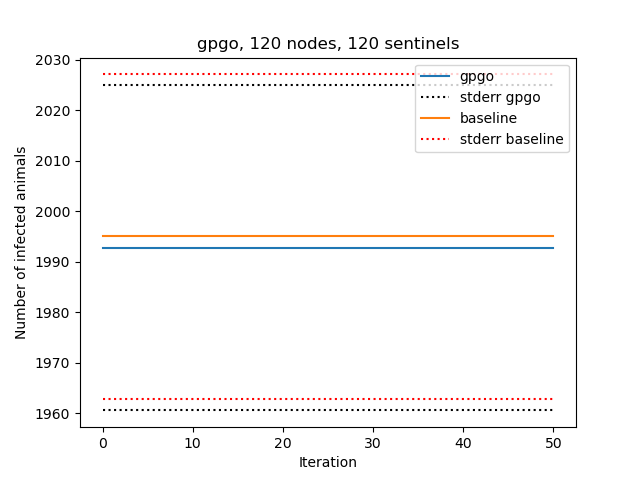 gpgo, 120 nodes, 120 sentinels
2030
2020
2010
2000
1990
1980
1970
1960
Number of infected animals
gpgo
stderr gpgo
baseline
stderr baseline
0 10 20 30 40 50
Iteration